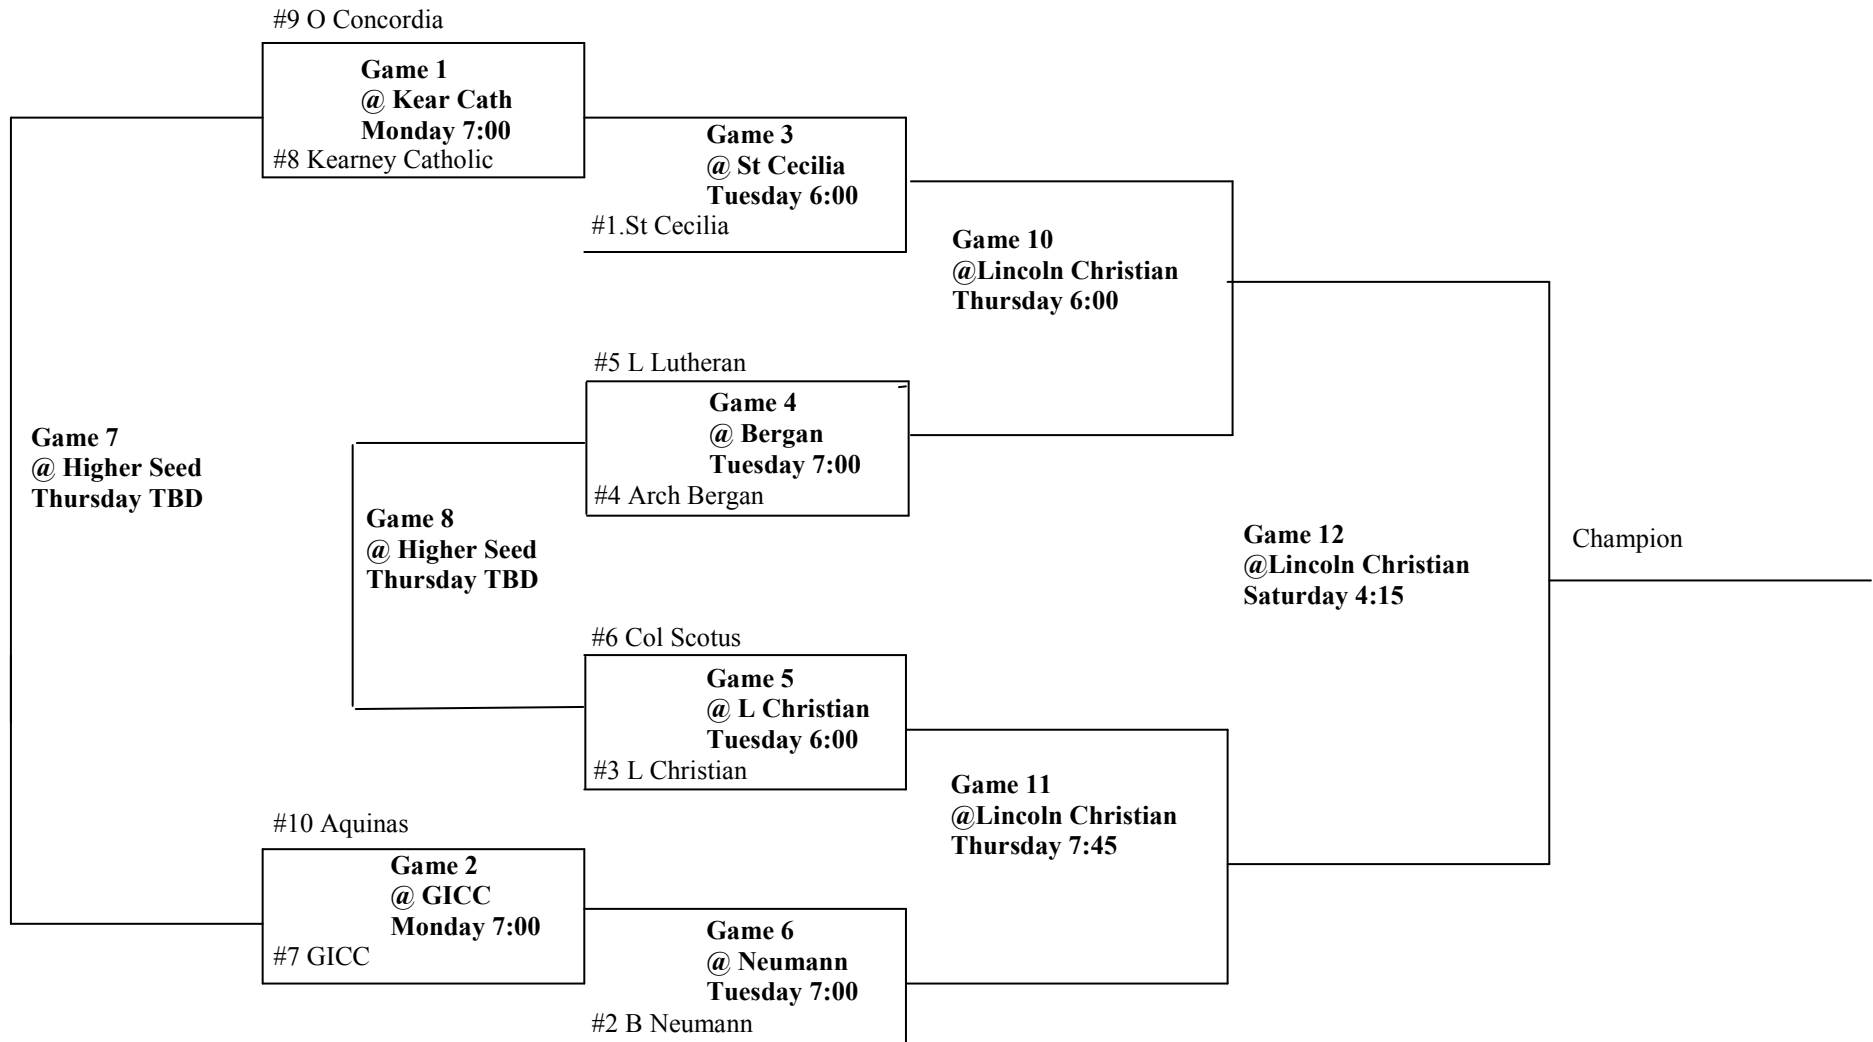 #9 O Concordia
Game 1
@ Kear Cath
Monday 7:00
#8 Kearney Catholic
Game 3
@ St Cecilia
Tuesday 6:00
#1.St Cecilia
Game 10
@Lincoln Christian
Thursday 6:00
#5 L Lutheran
Game 4
@ Bergan
Tuesday 7:00
#4 Arch Bergan
Game 7
@ Higher Seed
Thursday TBD
Game 8
@ Higher Seed
Thursday TBD
Game 12
@Lincoln Christian
Saturday 4:15
Champion
#6 Col Scotus
Game 5
@ L Christian
Tuesday 6:00
#3 L Christian
Game 11
@Lincoln Christian
Thursday 7:45
#10 Aquinas
Game 2
@ GICC
Monday 7:00
#7 GICC
Game 6
@ Neumann
Tuesday 7:00
#2 B Neumann